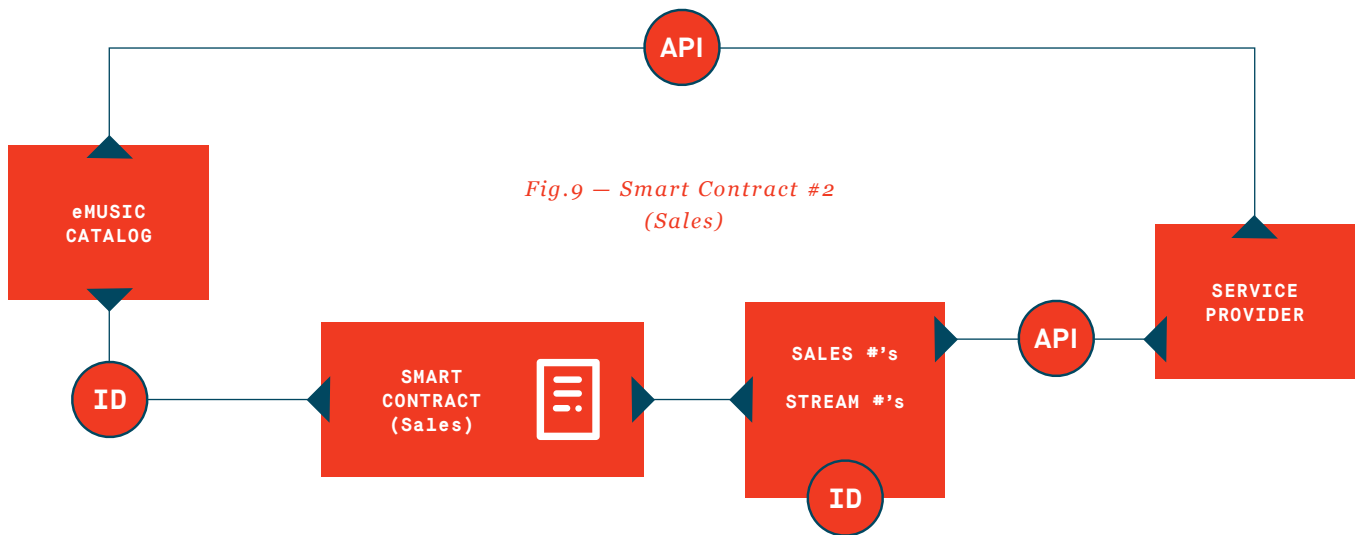 API
Fig.9 — Smart Contract #2
(Sales)
eMUSIC
CATALOG
SERVICE
PROVIDER
ID
SMART
CONTRACT
(Sales)
SALES #'s
STREAM #'s
API
ID